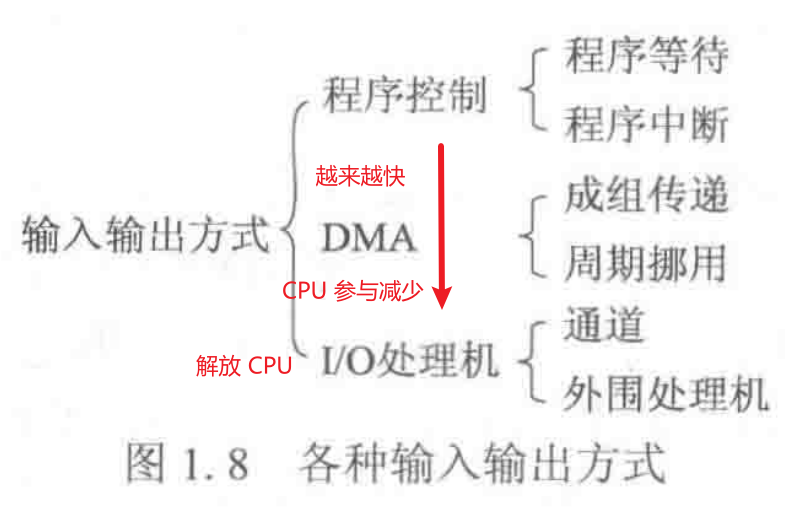 程序等待
程序控制
程序中断
越来越快
成组传递
输入输出方式
DMA
周期挪用
CPU 参与减少
通道
解放 CPU
I/O处理机
外围处理机
图 1.8 各种输入输出方式